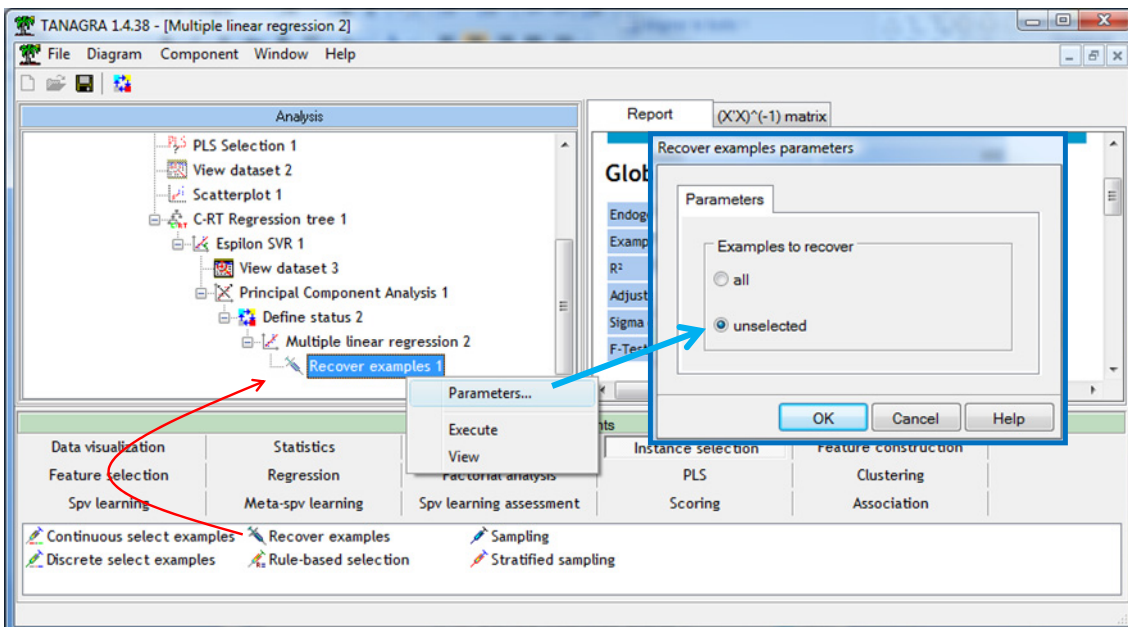 TANAGRA 1.4.38 - [Multiple linear regression 2]
File Diagram Component Window Help
Analysis
PLS Selection 1
View dataset 2
Scatterplot 1
C-RT Regression tree 1
Espilon SVR 1
View dataset 3
Principal Component Analysis 1
Define status 2
Multiple linear regression 2
Recover examples 1
Parameters...
Execute
View
Report (X'X)^(-1) matrix
Glob
Endog
Examp
R²
Adjust
Sigma
F-Test
Recover examples parameters
Parameters
Examples to recover
all
unselected
OK Cancel Help
nts
Data visualization Statistics Instance selection Feature construction
Feature selection Regression Factorial analysis PLS Clustering
Spv learning Meta-spv learning Spv learning assessment Scoring Association
Continuous select examples Recover examples Sampling
Discrete select examples Rule-based selection Stratified sampling